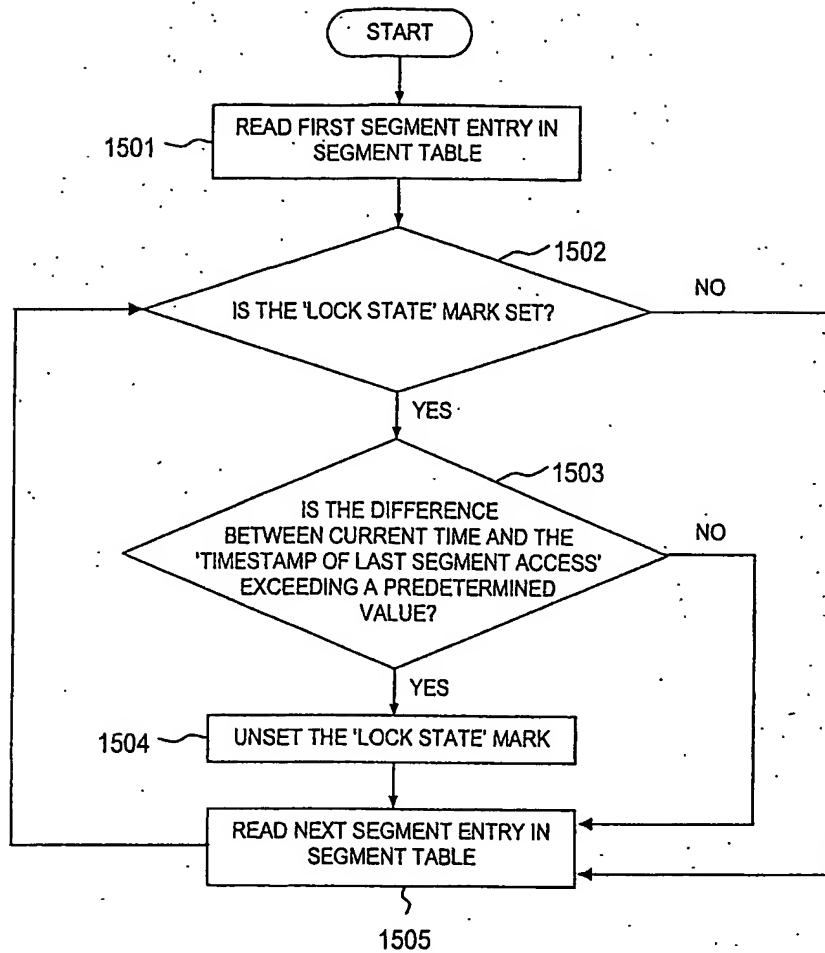 START
READ FIRST SEGMENT ENTRY IN
SEGMENT TABLE
1501
1502
IS THE 'LOCK STATE' MARK SET?
NO
YES
1503
IS THE DIFFERENCE
BETWEEN CURRENT TIME AND THE
'TIMESTAMP OF LAST SEGMENT ACCESS'
EXCEEDING A PREDETERMINED
VALUE?
NO
YES
1504
UNSET THE 'LOCK STATE' MARK
READ NEXT SEGMENT ENTRY IN
SEGMENT TABLE
1505